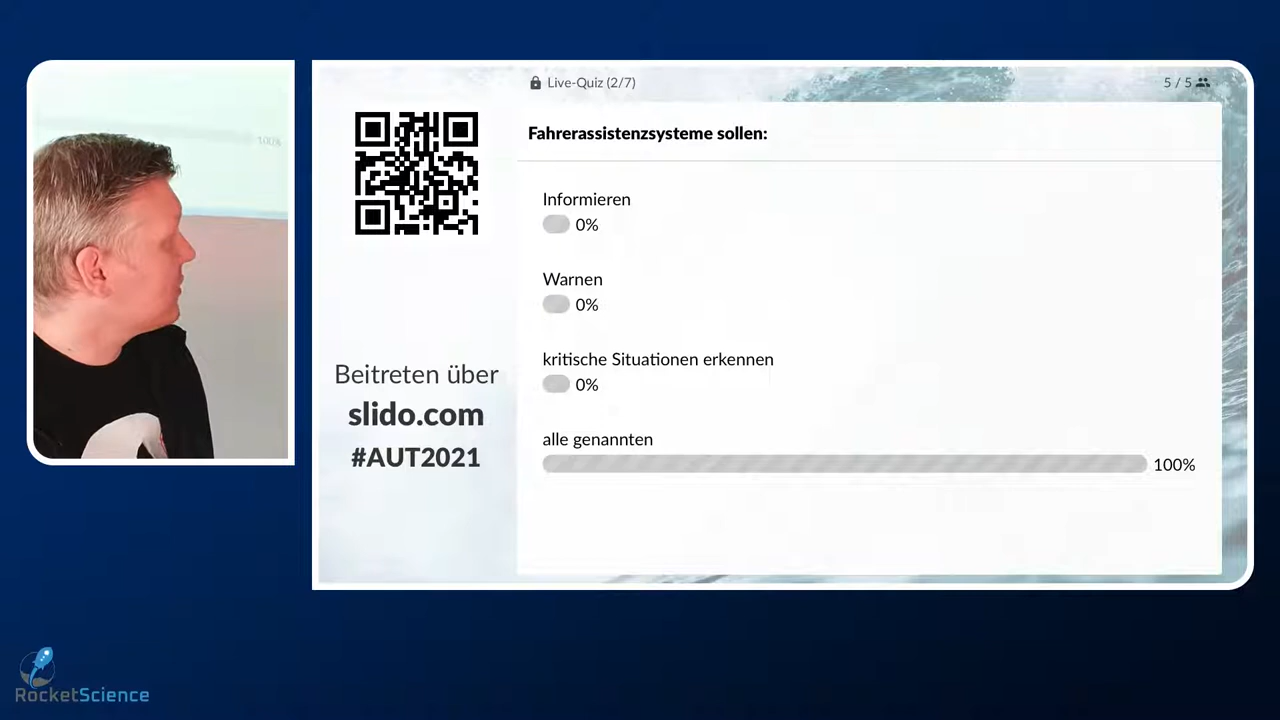 100%
Live-Quiz (2/7)
5 / 5
Fahrerassistenzsysteme sollen:
Informieren
0%
Warnen
0%
kritische Situationen erkennen
0%
alle genannten
100%
Beitreten über
slido.com
#AUT2021
RocketScience